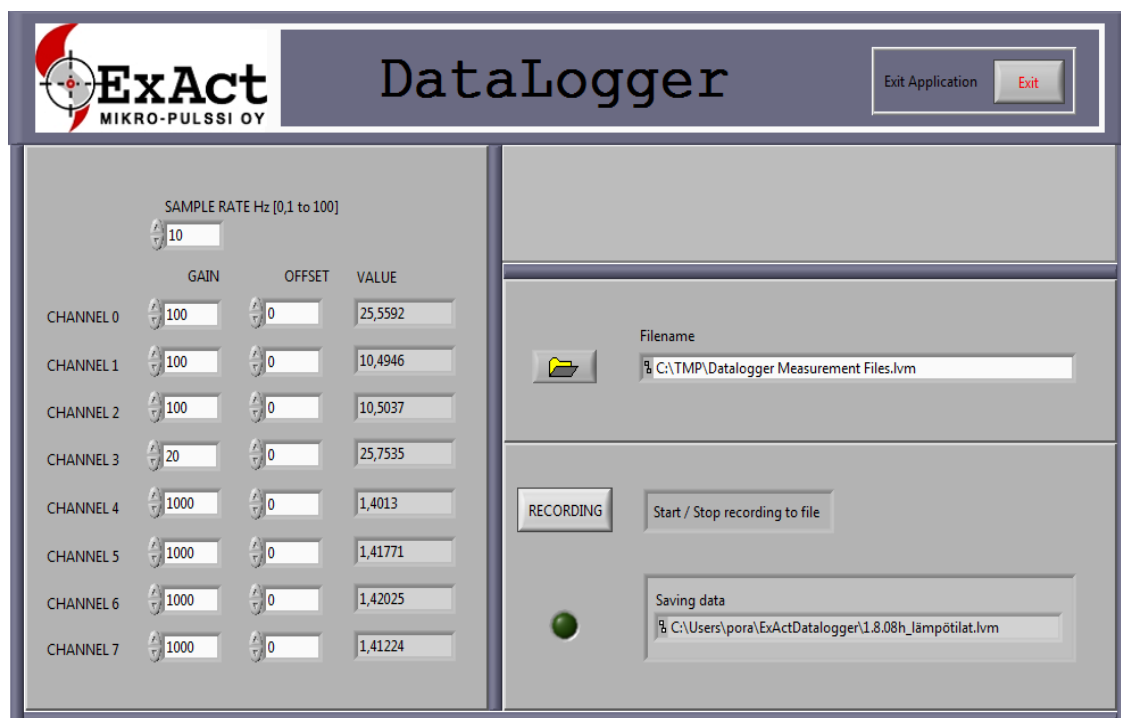 ExAct
MIKRO-PULSSI OY
DataLogger
Exit Application Exit
SAMPLE RATE Hz [0,1 to 100]
10
GAIN OFFSET VALUE
CHANNEL 0 100 0 25,5592
CHANNEL 1 100 0 10,4946
CHANNEL 2 100 0 10,5037
CHANNEL 3 20 0 25,7535
CHANNEL 4 1000 0 1,4013
CHANNEL 5 1000 0 1,41771
CHANNEL 6 1000 0 1,42025
CHANNEL 7 1000 0 1,41224
Filename
C:\TMP\Datalogger Measurement Files.lvm
RECORDING Start / Stop recording to file
Saving data
C:\Users\pora\ExActDatalogger\1.8.08h_lämpötilat.lvm